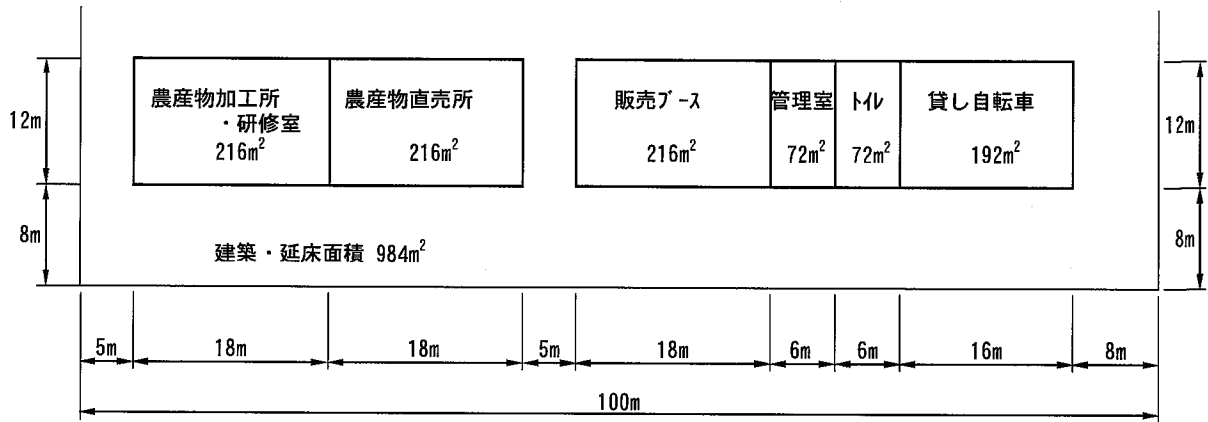 農産物加工所
・研修室
216m²
農産物直売所
216m²
販売ブース
216m²
管理室
72m²
トイレ
72m²
貸し自転車
192m²
12m
12m
8m
8m
建築・延床面積 984m²
5m
18m
18m
5m
18m
6m
6m
16m
8m
100m